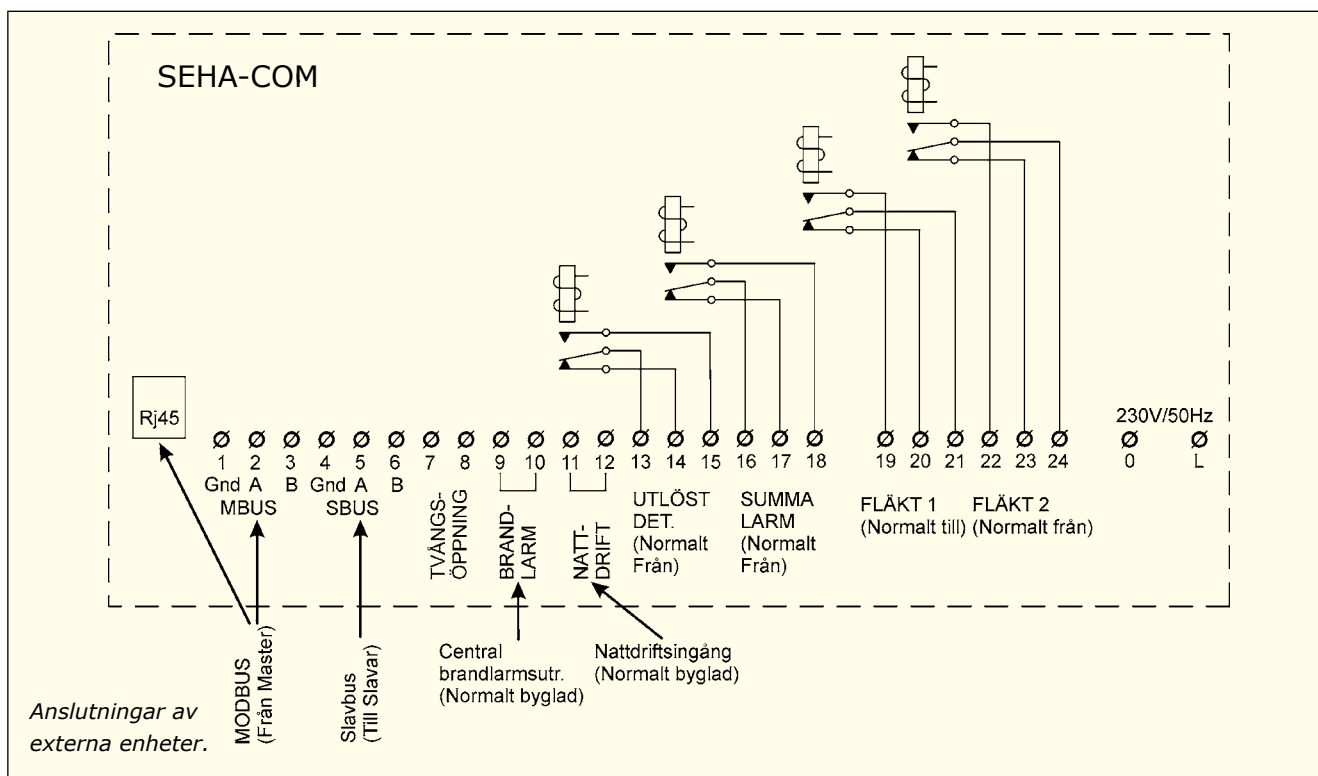 SEHA-COM
Rj45
230V/50Hz
1 2 3 4 5 6 7 8 9 10 11 12 13 14 15 16 17 18 19 20 21 22 23 24 0 L
Gnd A B Gnd A B
MBUS SBUS
TVÅNGS-
ÖPPNING
BRAND-
LARM
NATT-
DRIFT
UTLÖST
DET.
(Normalt
Från)
SUMMA
LARM
(Normalt
Från)
FLÄKT 1
(Normalt till)
FLÄKT 2
(Normalt från)
MODBUS
(Från Master)
Slavbus
(Till Slavar)
Central
brandlarmsutr.
(Normalt byglad)
Nattdriftsingång
(Normalt byglad)
Anslutningar av
externa enheter.